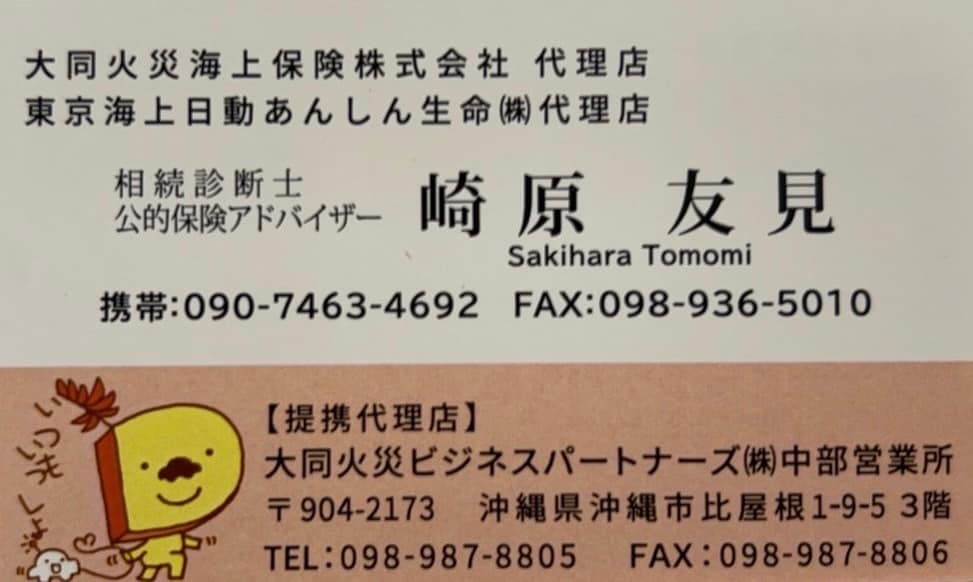 大同火災海上保険株式会社 代理店
東京海上日動あんしん生命㈱代理店
相続診断士
公的保険アドバイザー
崎原 友見
Sakihara Tomomi
携帯:090-7463-4692 FAX:098-936-5010
いつも
いっしょ
【提携代理店】
大同火災ビジネスパートナーズ㈱中部営業所
〒904-2173 沖縄県沖縄市比屋根1-9-5 3階
TEL:098-987-8805 FAX:098-987-8806